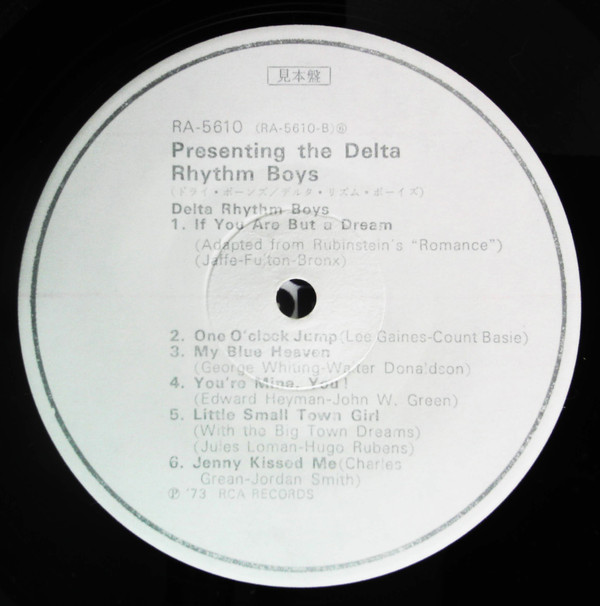 見本盤
RA-5610 (RA-5610-B)Ⓢ
Presenting the Delta
Rhythm Boys
(ドライ・ボーンズ/デルタ・リズム・ボーイズ)
Delta Rhythm Boys
1. If You Are But a Dream
(Adapted from Rubinstein's "Romance")
(Jaffe-Fulton-Bronx)
2. One O'clock Jump(Lee Gaines-Count Basie)
3. My Blue Heaven
(George Whiting-Walter Donaldson)
4. You're Mine, You!
(Edward Heyman-John W. Green)
5. Little Small Town Girl
(With the Big Town Dreams)
(Jules Loman-Hugo Rubens)
6. Jenny Kissed Me(Charles
Grean-Jordan Smith)
℗ '73 RCA RECORDS